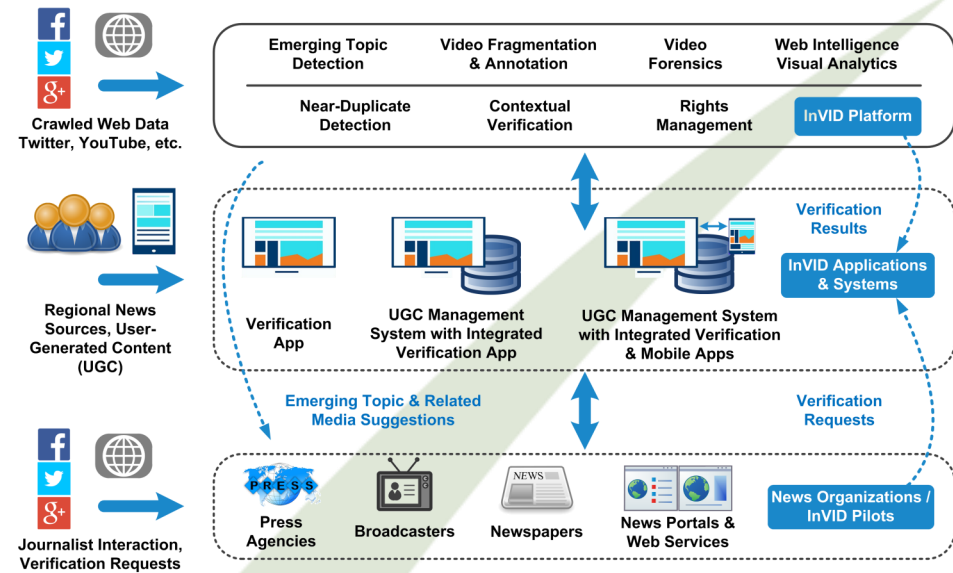 Emerging Topic
Detection
Video Fragmentation
& Annotation
Video
Forensics
Web Intelligence
Visual Analytics
Near-Duplicate
Detection
Contextual
Verification
Rights
Management
InVID Platform
Crawled Web Data
Twitter, YouTube, etc.
Verification
Results
InVID Applications
& Systems
Regional News
Sources, User-
Generated Content
(UGC)
Verification
App
UGC Management
System with Integrated
Verification App
UGC Management System
with Integrated Verification
& Mobile Apps
Emerging Topic & Related
Media Suggestions
Verification
Requests
g+
g+
PRESS
NEWS
Press
Agencies
Broadcasters
Newspapers
News Portals &
Web Services
News Organizations /
InVID Pilots
Journalist Interaction,
Verification Requests